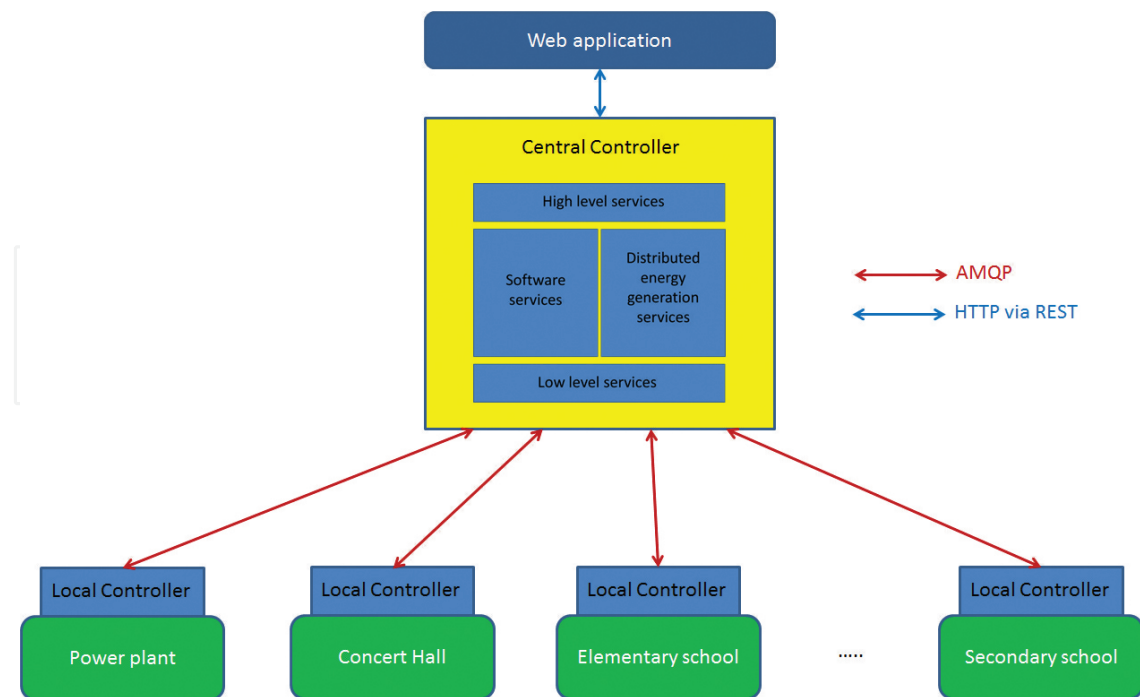 Web application
Central Controller
High level services
Software
services
Distributed
energy
generation
services
Low level services
AMQP
HTTP via REST
Local Controller
Local Controller
Local Controller
Local Controller
Power plant
Concert Hall
Elementary school
.....
Secondary school